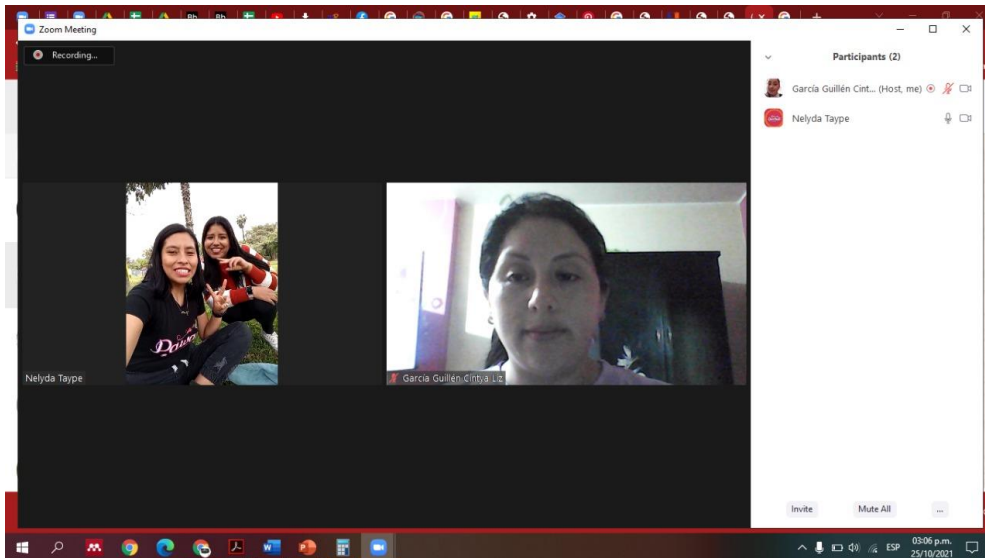 Zoom Meeting
Recording...
Participants (2)
García Guillén Cint... (Host, me)
Nelyda Taype
Nelyda Taype
García Guillén Cintya Liz
Invite
Mute All
...
ESP
03:06 p.m.
25/10/2021